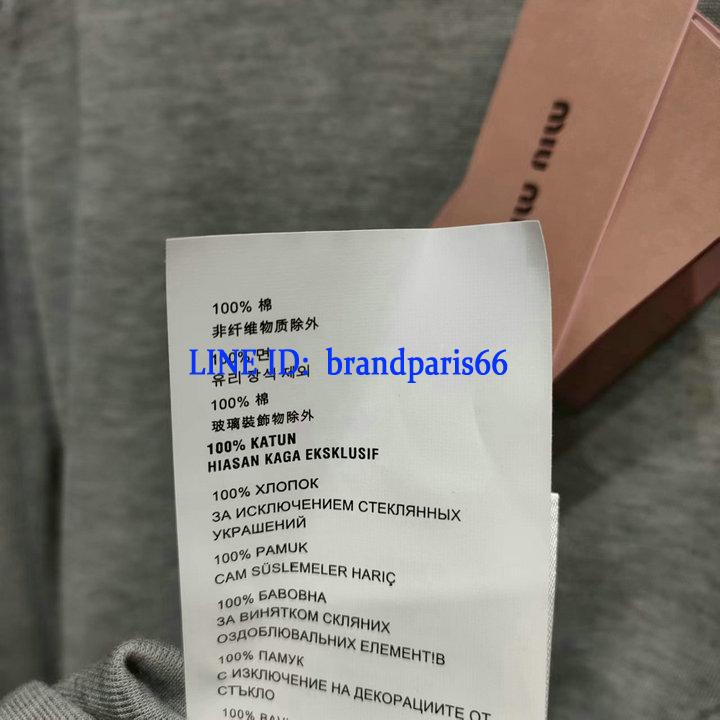 miu miu
100% 棉
非纤维物质除外
100% 면
유리 장식 제외
LINE ID: brandparis66
100% 棉
玻璃裝飾物除外
100% KATUN
HIASAN KAGA EKSKLUSIF
100% ХЛОПОК
ЗА ИСКЛЮЧЕНИЕМ СТЕКЛЯННЫХ
УКРАШЕНИЙ
100% PAMUK
CAM SÜSLEMELER HARIÇ
100% БАВОВНА
ЗА ВИНЯТКОМ СКЛЯНИХ
ОЗДОБЛЮВАЛЬНИХ ЕЛЕМЕНТ!В
100% ПАМУК
С ИЗКЛЮЧЕНИЕ НА ДЕКОРАЦИИТЕ ОТ
СТЪКЛО
100%